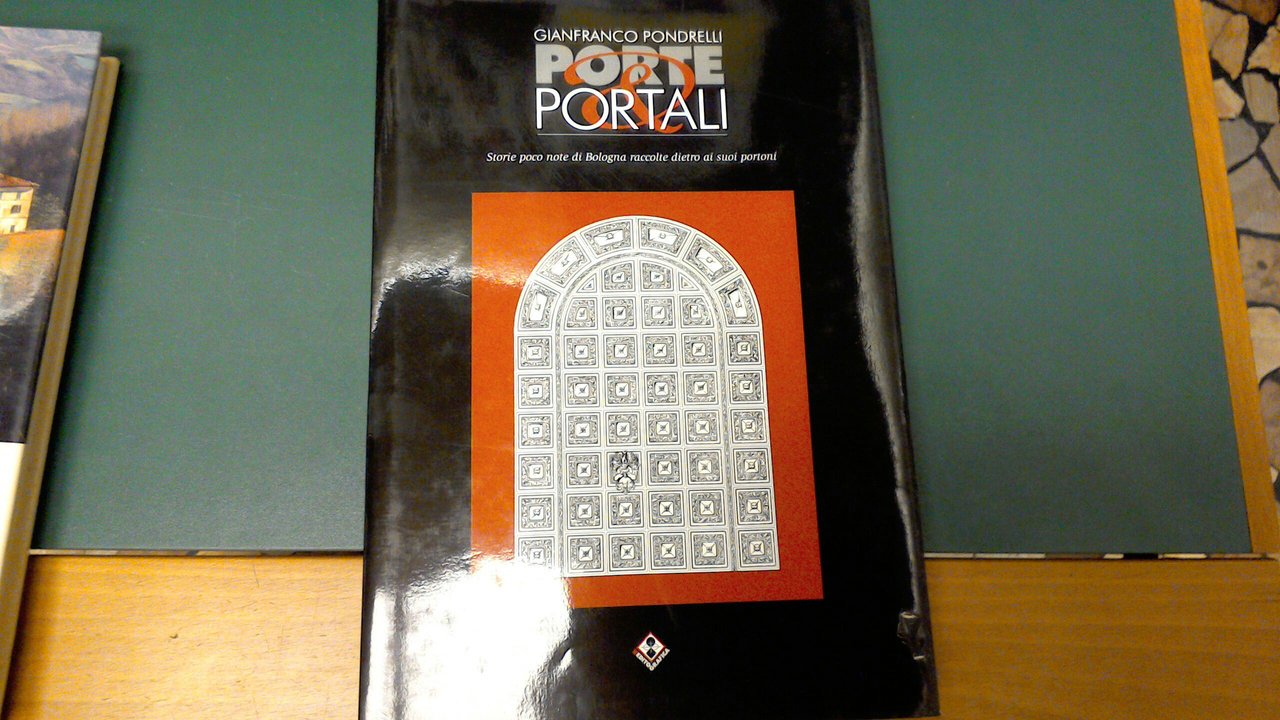 GIANFRANCO PONDRELLI
PORTE
&
PORTALI
Storie poco note di Bologna raccolte dietro ai suoi portoni